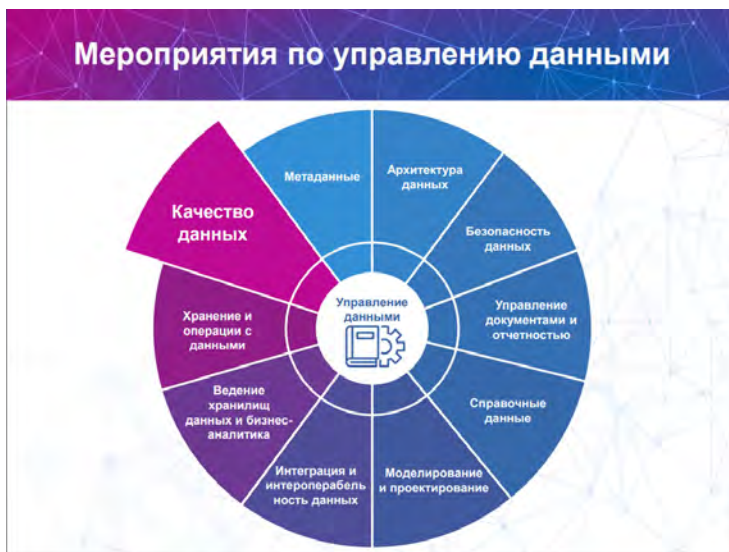 Мероприятия по управлению данными
Метаданные
Архитектура
данных
Безопасность
данных
Управление
документами и
отчетностью
Справочные
данные
Моделирование
и проектирование
Интеграция и
интероперабель
ность данных
Ведение
хранилищ
данных и бизнес-
аналитика
Хранение и
операции с
данными
Качество
данных
Управление
данными